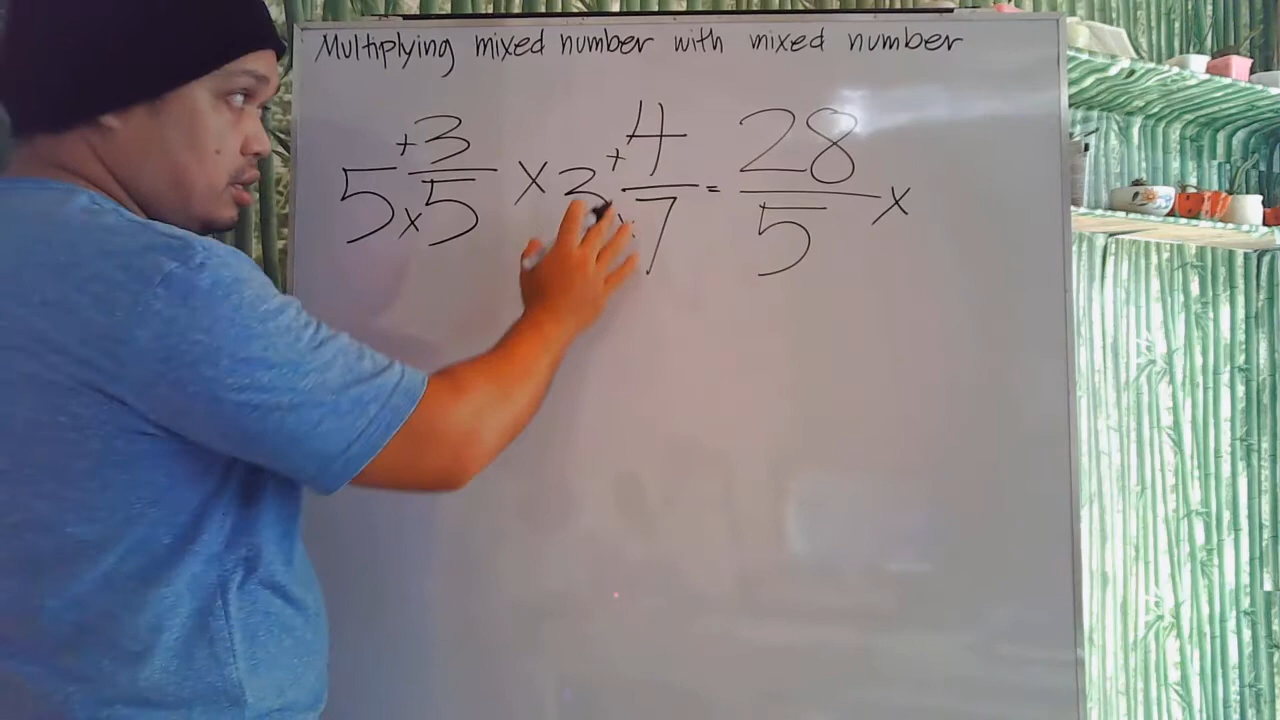 Multiplying mixed number with mixed number
+3 +4 28
5 x 5 x 3 x 7 = 5 x